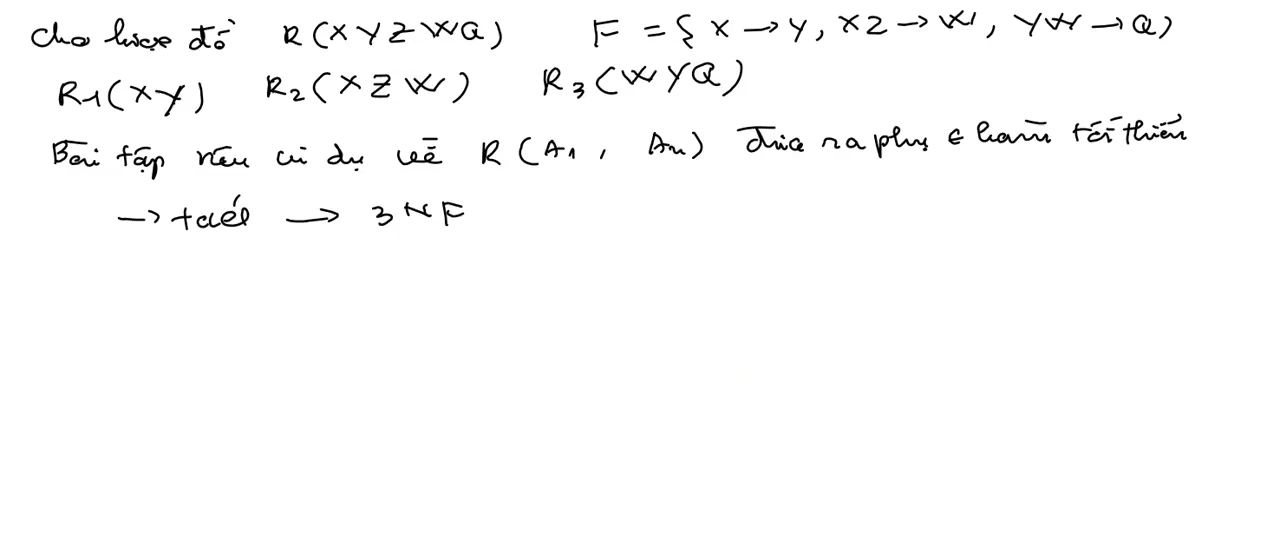 Cho lược đồ R(XYZWQ) F = {X → Y, XZ → W, YW → Q}
R1(XY) R2(XZW) R3(WYQ)
Bài tập nêu ví dụ về R(A1, An) đưa ra phụ hàm tối thiểu
→ tách → 3NF